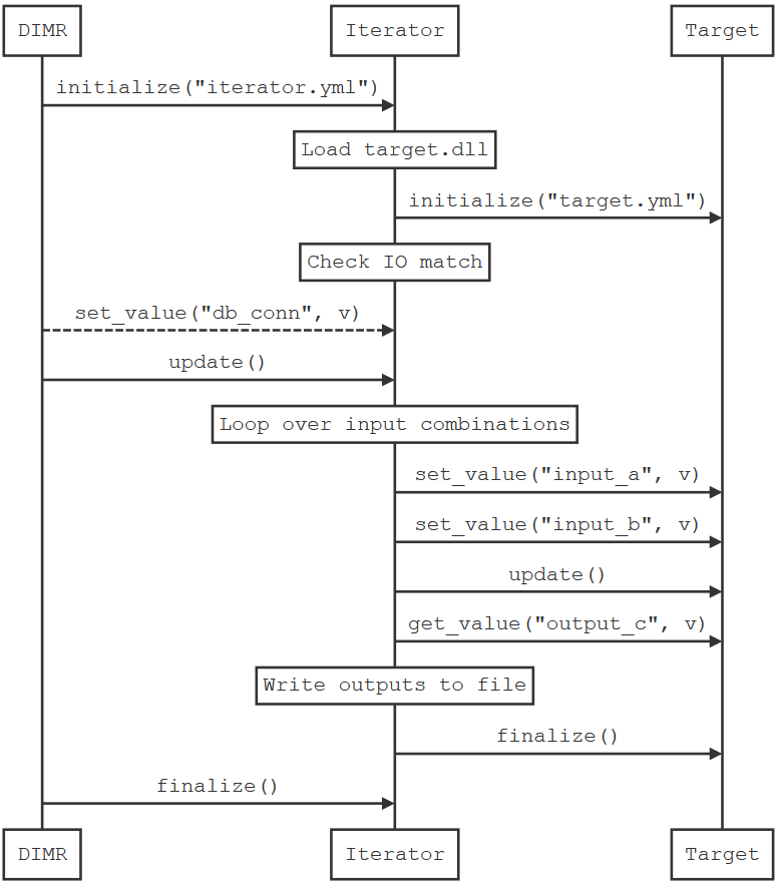 DIMR
Iterator
Target
initialize("iterator.yml")
Load target.dll
initialize("target.yml")
Check IO match
set_value("db_conn", v)
update()
Loop over input combinations
set_value("input_a", v)
set_value("input_b", v)
update()
get_value("output_c", v)
Write outputs to file
finalize()
finalize()
DIMR
Iterator
Target